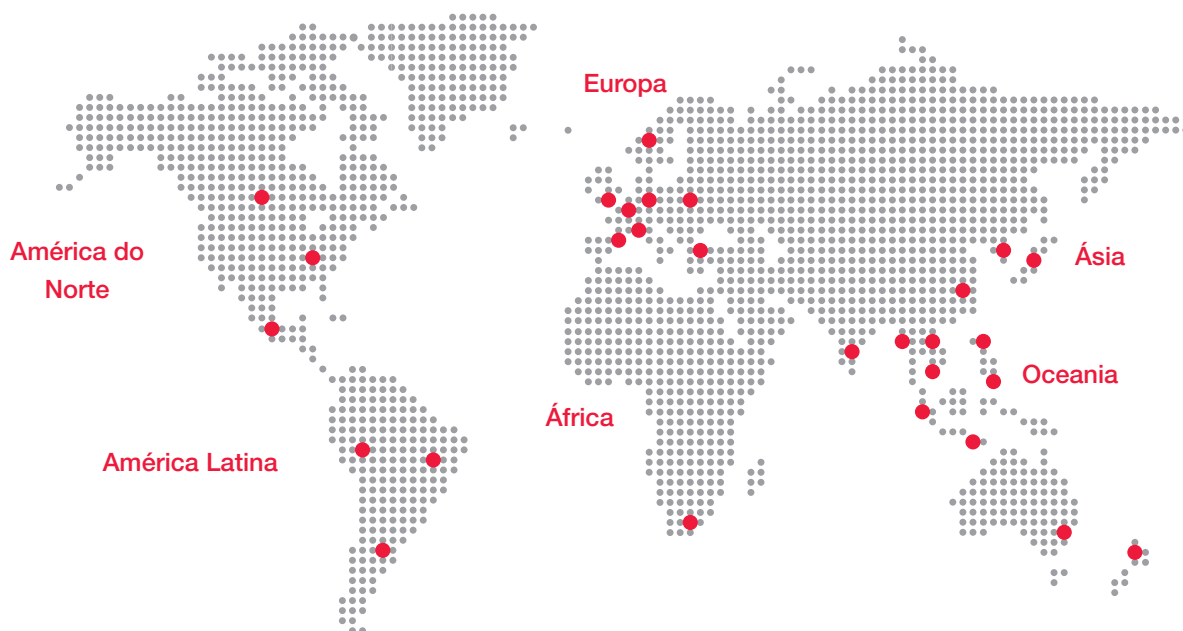 Europa
América do
Norte
Ásia
Oceania
África
América Latina